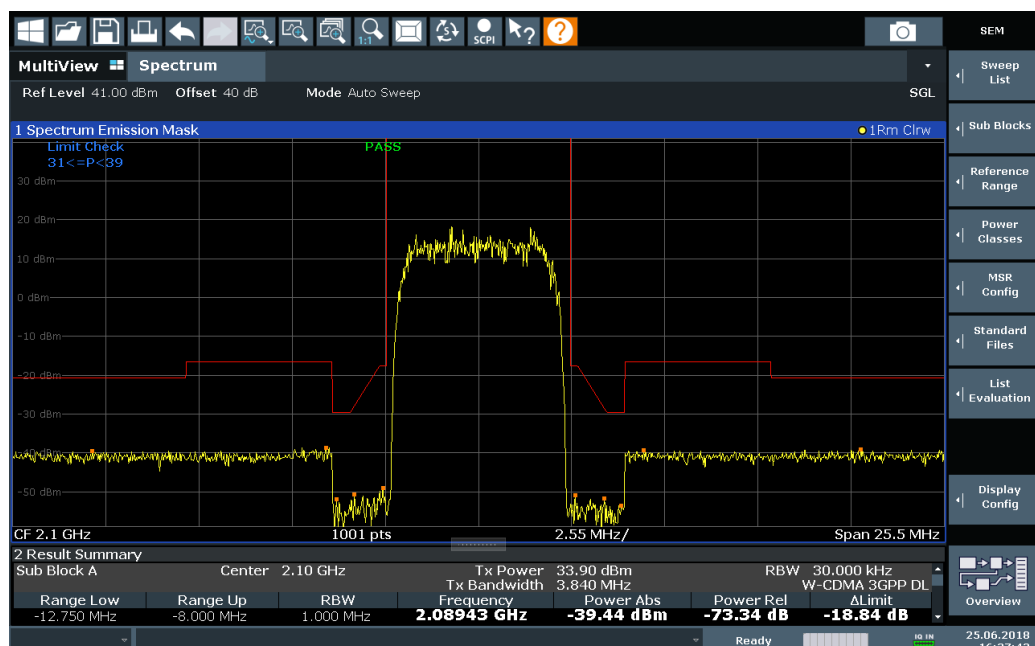 1:1
SCPI
SEM
MultiView Spectrum
Ref Level 41.00 dBm Offset 40 dB Mode Auto Sweep SGL
1 Spectrum Emission Mask 1Rm Clrw
Limit Check PASS
31<=P<39
30 dBm
20 dBm
10 dBm
0 dBm
-10 dBm
-20 dBm
-30 dBm
-50 dBm
CF 2.1 GHz 1001 pts 2.55 MHz/ Span 25.5 MHz
2 Result Summary
Sub Block A Center 2.10 GHz Tx Power 33.90 dBm RBW 30.000 kHz
Tx Bandwidth 3.840 MHz W-CDMA 3GPP DL
Range Low Range Up RBW Frequency Power Abs Power Rel ΔLimit
-12.750 MHz -8.000 MHz 1.000 MHz 2.08943 GHz -39.44 dBm -73.34 dB -18.84 dB
Ready IQ IN 25.06.2018
Sweep
List
Sub Blocks
Reference
Range
Power
Classes
MSR
Config
Standard
Files
List
Evaluation
Display
Config
Overview